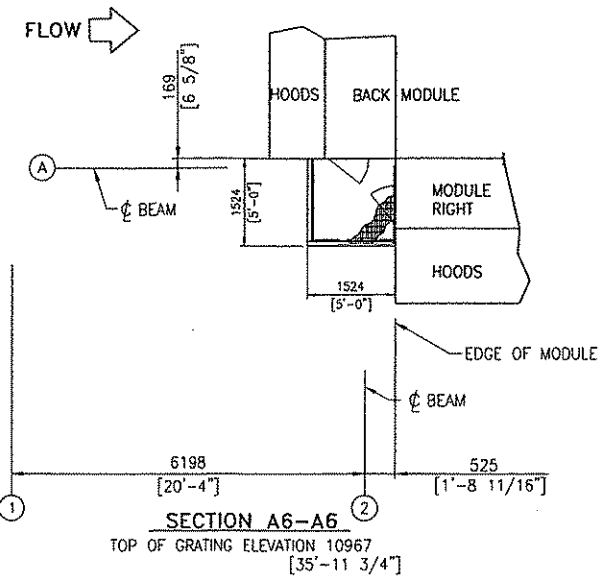 FLOW
169
[6 5/8"]
HOODS
BACK MODULE
A
℄ BEAM
1524
[5'-0"]
MODULE
RIGHT
HOODS
1524
[5'-0"]
EDGE OF MODULE
℄ BEAM
6198
[20'-4"]
525
[1'-8 11/16"]
1
2
SECTION A6-A6
TOP OF GRATING ELEVATION 10967
[35'-11 3/4"]